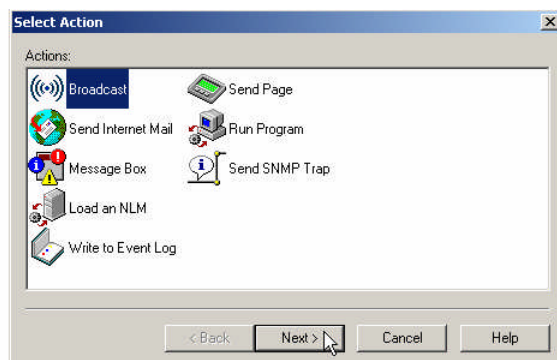 Select Action
Actions:
Broadcast
Send Internet Mail
Message Box
Load an NLM
Write to Event Log
Send Page
Run Program
Send SNMP Trap
< Back
Next >
Cancel
Help